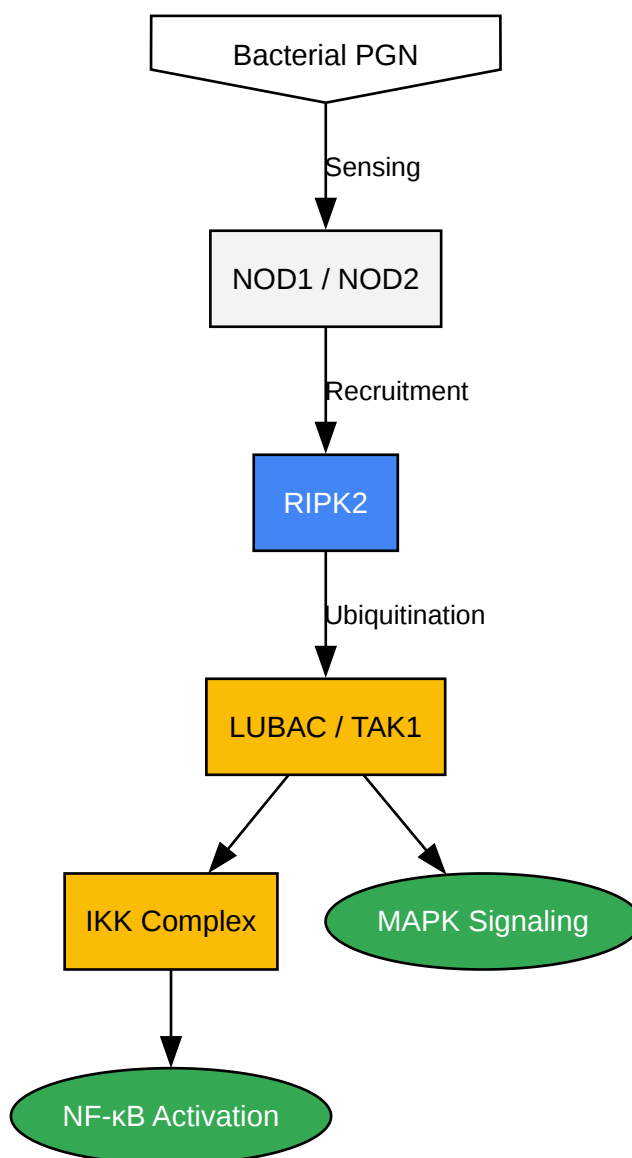 Bacterial PGN
Sensing
NOD1 / NOD2
Recruitment
RIPK2
Ubiquitination
LUBAC / TAK1
IKK Complex
MAPK Signaling
NF-κB Activation